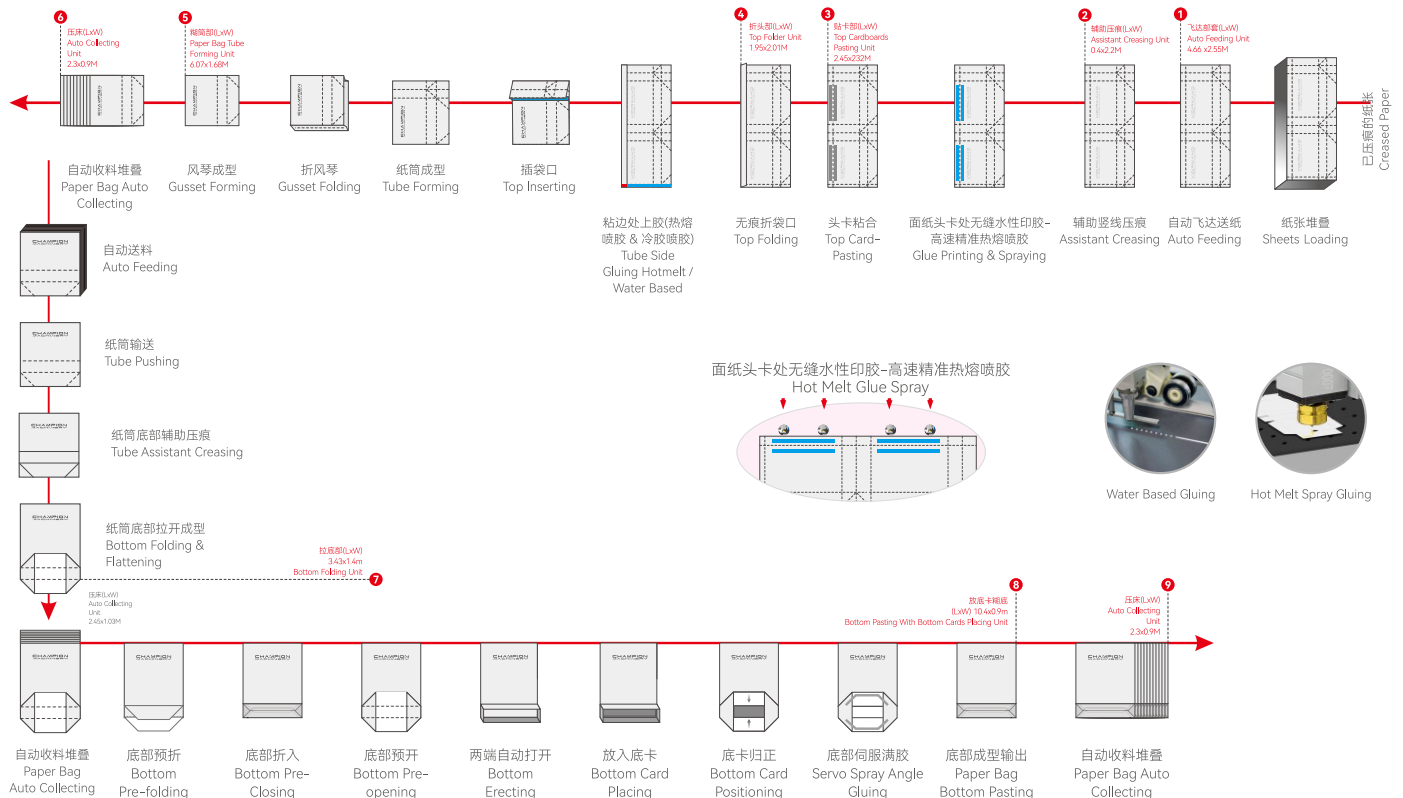 6
压床(LxW)
Auto Collecting
Unit
2.3x0.9M
5
糊筒部(LxW)
Paper Bag Tube
Forming Unit
6.07x1.68M
4
折头部(LxW)
Top Folder Unit
1.95x2.01M
3
贴卡部(LxW)
Top Cardboards
Pasting Unit
2.45x232M
2
辅助压痕(LxW)
Assistant Creasing Unit
0.4x2.2M
1
飞达部套(LxW)
Auto Feeding Unit
4.66 x2.55M
已压痕的纸张
Creased Paper
自动收料堆叠
Paper Bag Auto
Collecting
风琴成型
Gusset Forming
折风琴
Gusset Folding
纸筒成型
Tube Forming
插袋口
Top Inserting
粘边处上胶(热熔
喷胶 & 冷胶喷胶)
Tube Side
Gluing Hotmelt /
Water Based
无痕折袋口
Top Folding
头卡粘合
Top Card-
Pasting
面纸头卡处无缝水性印胶-
高速精准热熔喷胶
Glue Printing & Spraying
辅助竖线压痕
Assistant Creasing
自动飞达送纸
Auto Feeding
纸张堆叠
Sheets Loading
CHAMPION
自动送料
Auto Feeding
CHAMPION
纸筒输送
Tube Pushing
CHAMPION
纸筒底部辅助压痕
Tube Assistant Creasing
CHAMPION
纸筒底部拉开成型
Bottom Folding &
Flattening
面纸头卡处无缝水性印胶-高速精准热熔喷胶
Hot Melt Glue Spray
Water Based Gluing
Hot Melt Spray Gluing
拉底部(LxW)
3.43x1.4m
Bottom Folding Unit
7
压床(LxW)
Auto Collecting
Unit
2.45x1.03M
8
放底卡糊底
(LxW) 10.4x0.9m
Bottom Pasting With Bottom Cards Placing Unit
9
压床(LxW)
Auto Collecting
Unit
2.3x0.9M
CHAMPION
CHAMPION
CHAMPION
CHAMPION
CHAMPION
CHAMPION
CHAMPION
CHAMPION
CHAMPION
自动收料堆叠
Paper Bag
Auto Collecting
底部预折
Bottom
Pre-folding
底部折入
Bottom Pre-
Closing
底部预开
Bottom Pre-
opening
两端自动打开
Bottom
Erecting
放入底卡
Bottom Card
Placing
底卡归正
Bottom Card
Positioning
底部伺服满胶
Servo Spray Angle
Gluing
底部成型输出
Paper Bag
Bottom Pasting
自动收料堆叠
Paper Bag Auto
Collecting